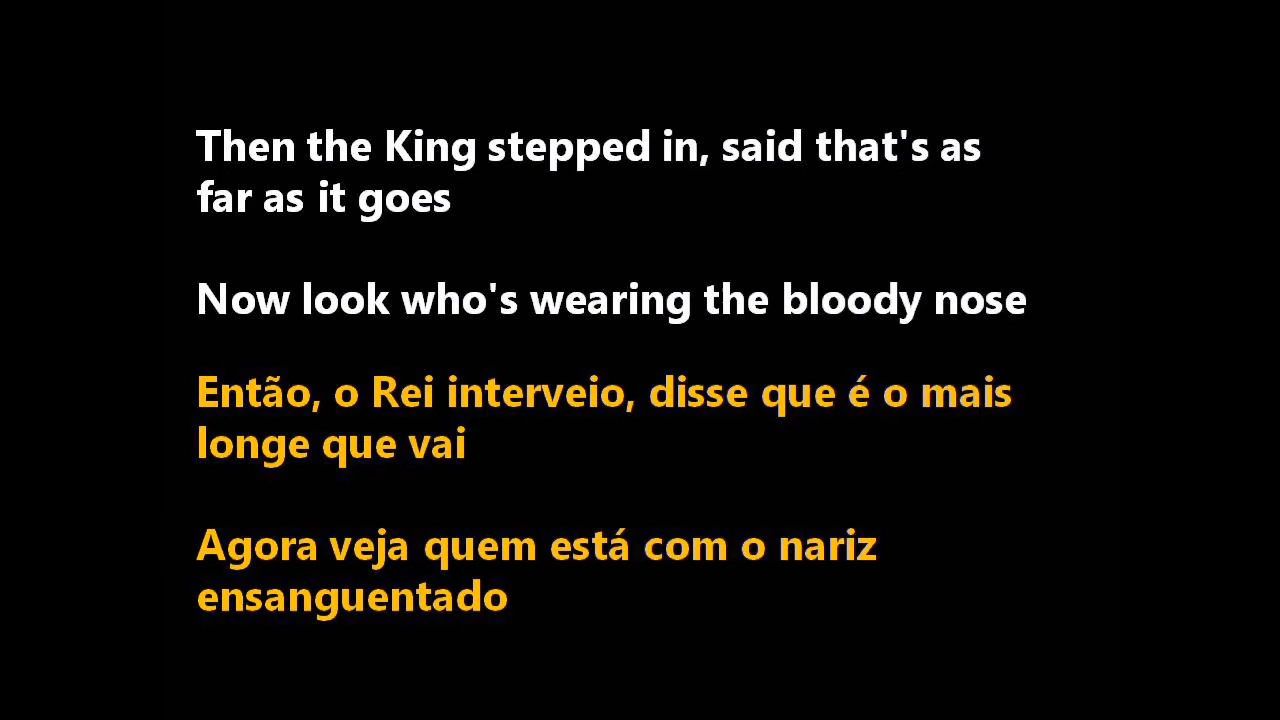 Then the King stepped in, said that's as
far as it goes
Now look who's wearing the bloody nose
Então, o Rei interveio, disse que é o mais
longe que vai
Agora veja quem está com o nariz
ensanguentado